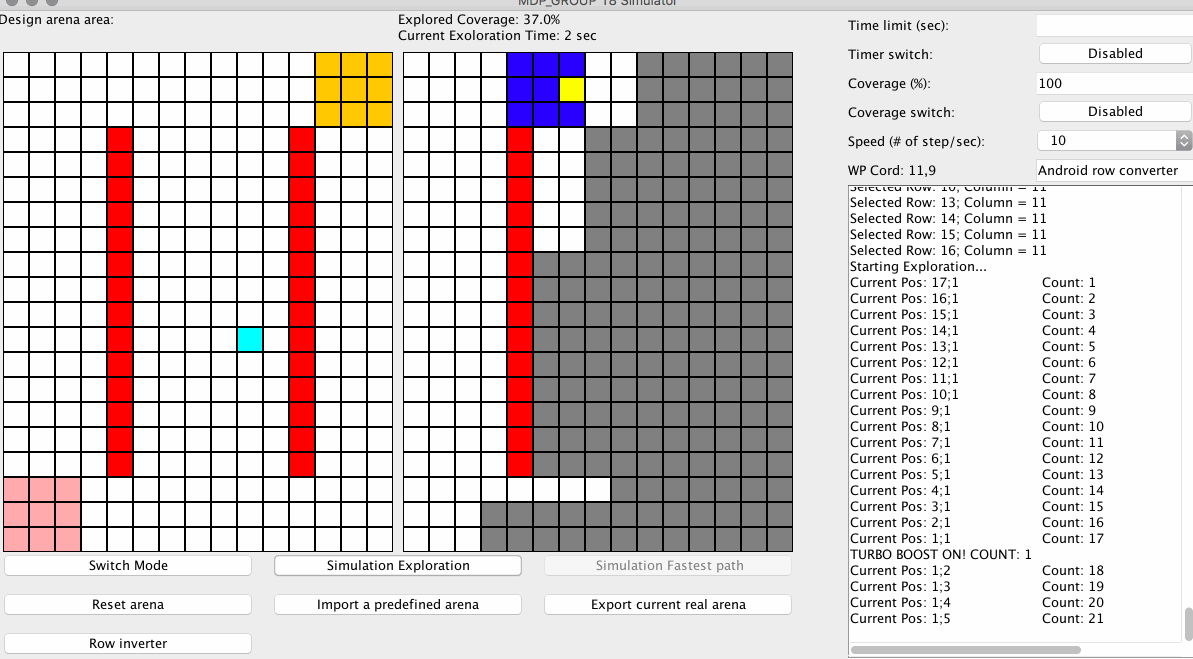 MDP_GROUP 18 Simulator
Design arena area:
Explored Coverage: 37.0%
Current Exoloration Time: 2 sec
Time limit (sec):
Timer switch:
Disabled
Coverage (%):
100
Coverage switch:
Disabled
Speed (# of step/sec):
10
WP Cord: 11,9
Android row converter
Selected Row: 10; Column = 11
Selected Row: 13; Column = 11
Selected Row: 14; Column = 11
Selected Row: 15; Column = 11
Selected Row: 16; Column = 11
Starting Exploration...
Current Pos: 17;1 Count: 1
Current Pos: 16;1 Count: 2
Current Pos: 15;1 Count: 3
Current Pos: 14;1 Count: 4
Current Pos: 13;1 Count: 5
Current Pos: 12;1 Count: 6
Current Pos: 11;1 Count: 7
Current Pos: 10;1 Count: 8
Current Pos: 9;1 Count: 9
Current Pos: 8;1 Count: 10
Current Pos: 7;1 Count: 11
Current Pos: 6;1 Count: 12
Current Pos: 5;1 Count: 13
Current Pos: 4;1 Count: 14
Current Pos: 3;1 Count: 15
Current Pos: 2;1 Count: 16
Current Pos: 1;1 Count: 17
TURBO BOOST ON! COUNT: 1
Current Pos: 1;2 Count: 18
Current Pos: 1;3 Count: 19
Current Pos: 1;4 Count: 20
Current Pos: 1;5 Count: 21
Switch Mode
Simulation Exploration
Simulation Fastest path
Reset arena
Import a predefined arena
Export current real arena
Row inverter